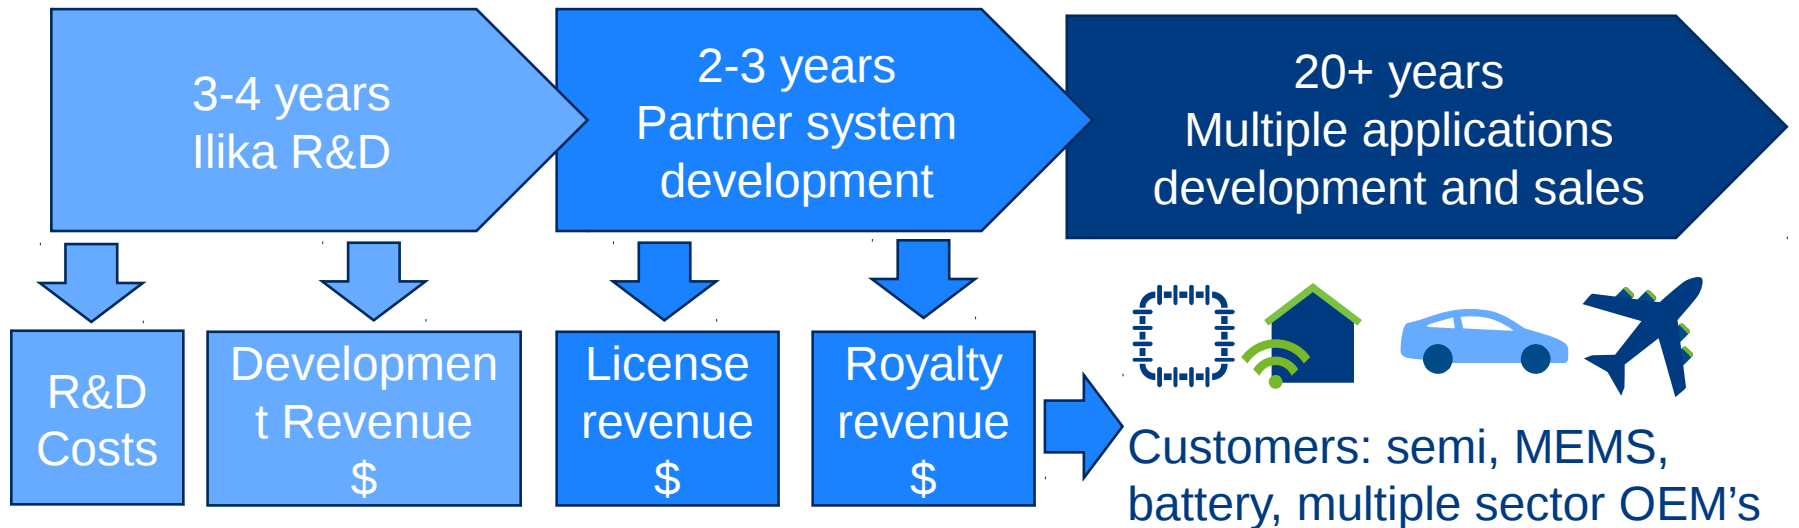 3-4 years
Ilika R&D
2-3 years
Partner system
development
20+ years
Multiple applications
development and sales
R&D
Costs
Developmen
t Revenue
$
License
revenue
$
Royalty
revenue
$
Customers: semi, MEMS,
battery, multiple sector OEM’s